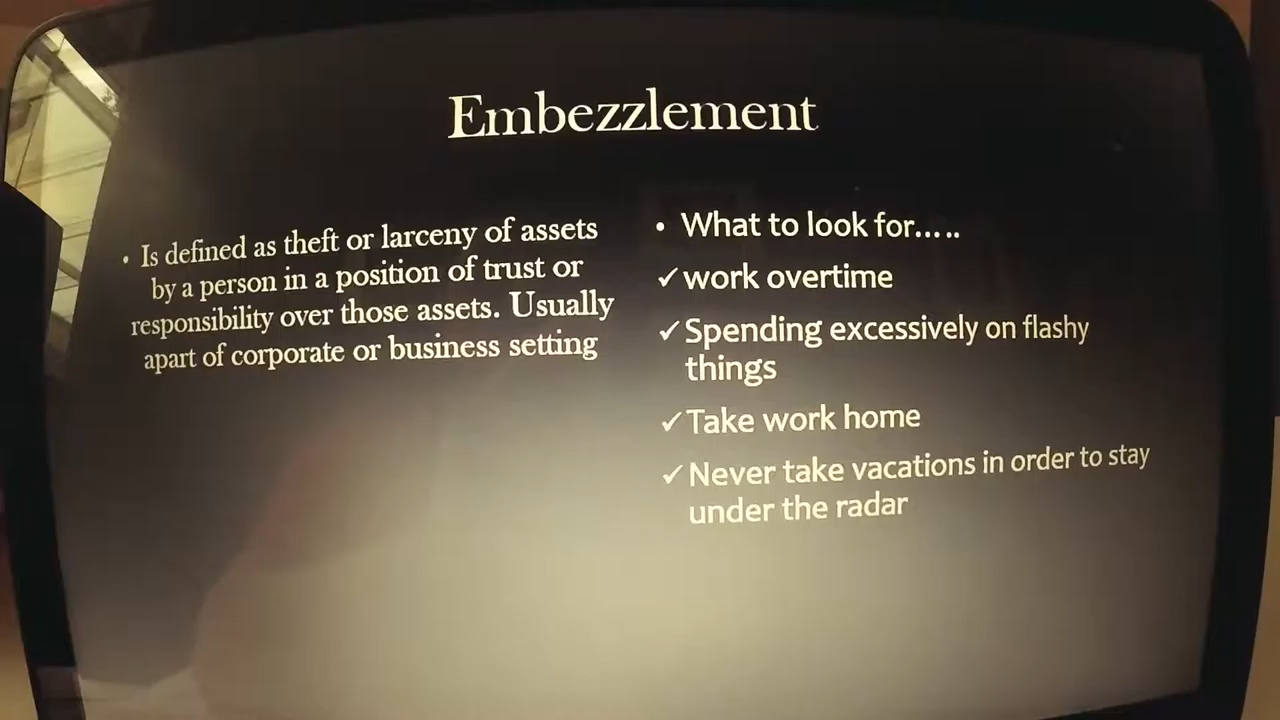 Embezzlement
• Is defined as theft or larceny of assets
by a person in a position of trust or
responsibility over those assets. Usually
apart of corporate or business setting
• What to look for.....
✓ work overtime
✓ Spending excessively on flashy
things
✓ Take work home
✓ Never take vacations in order to stay
under the radar